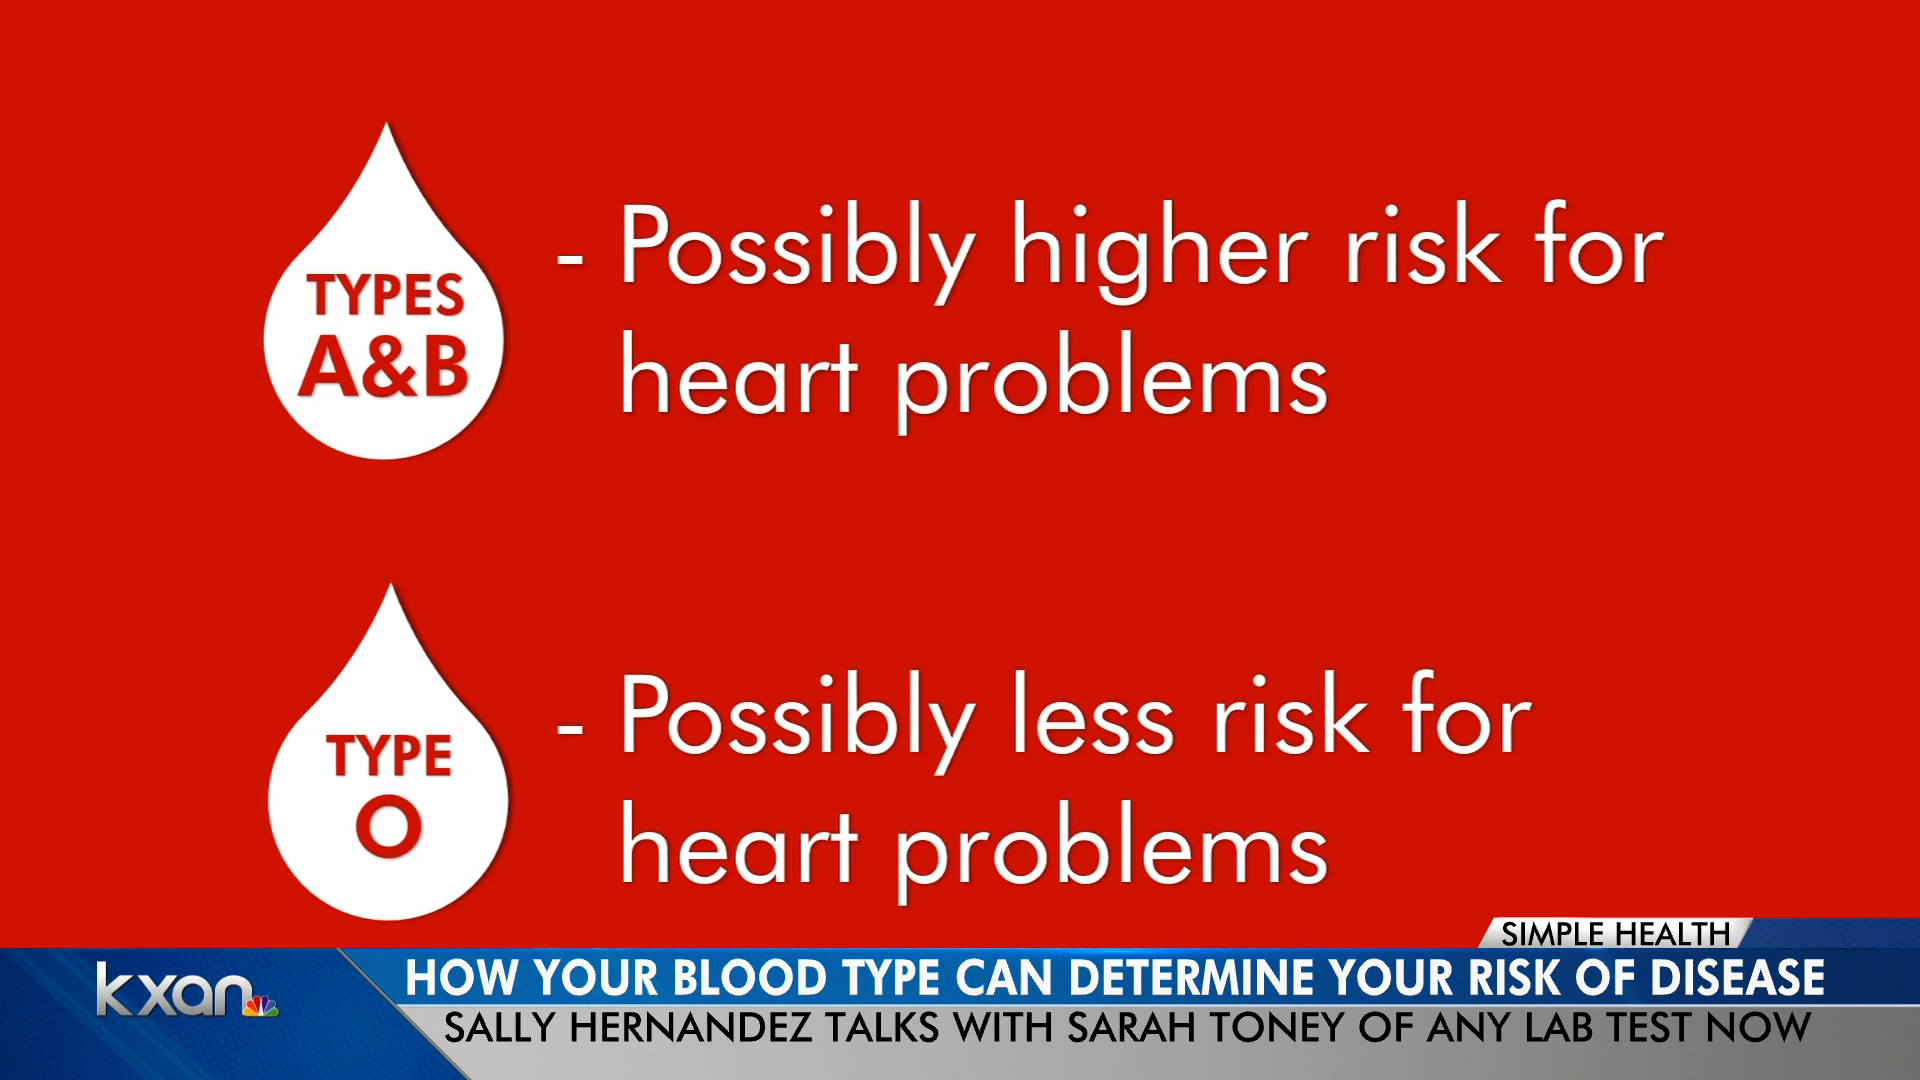 TYPES
A&B
- Possibly higher risk for
heart problems
TYPE
O
- Possibly less risk for
heart problems
SIMPLE HEALTH
kxan
HOW YOUR BLOOD TYPE CAN DETERMINE YOUR RISK OF DISEASE
SALLY HERNANDEZ TALKS WITH SARAH TONEY OF ANY LAB TEST NOW